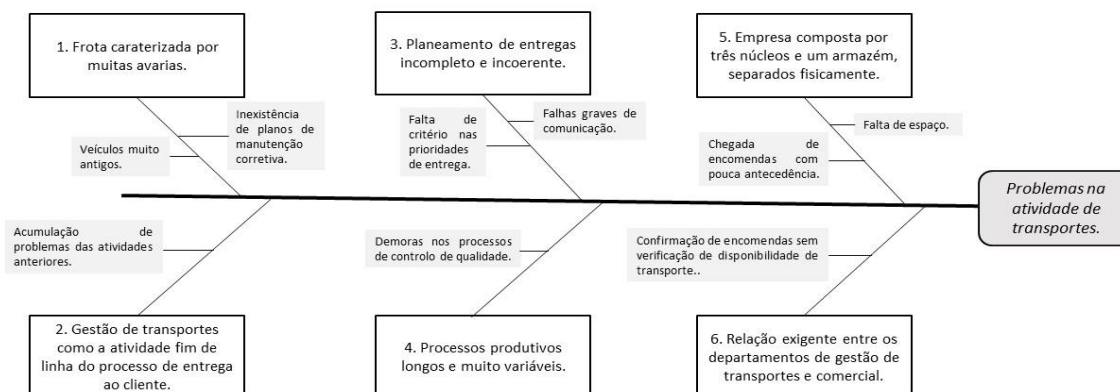 1. Frota caraterizada por
muitas avarias.
3. Planeamento de entregas
incompleto e incoerente.
5. Empresa composta por
três núcleos e um armazém,
separados fisicamente.
Veículos muito
antigos.
Inexistência
de planos de
manutenção
corretiva.
Falta de
critério nas
prioridades
de entrega.
Falhas graves de
comunicação.
Chegada de
encomendas com
pouca antecedência.
Falta de espaço.
Problemas na
atividade de
transportes.
Acumulação de
problemas das atividades
anteriores.
Demoras nos processos
de controlo de qualidade.
Confirmação de encomendas sem
verificação de disponibilidade de
transporte..
2. Gestão de transportes
como a atividade fim de
linha do processo de entrega
ao cliente.
4. Processos produtivos
longos e muito variáveis.
6. Relação exigente entre os
departamentos de gestão de
transportes e comercial.